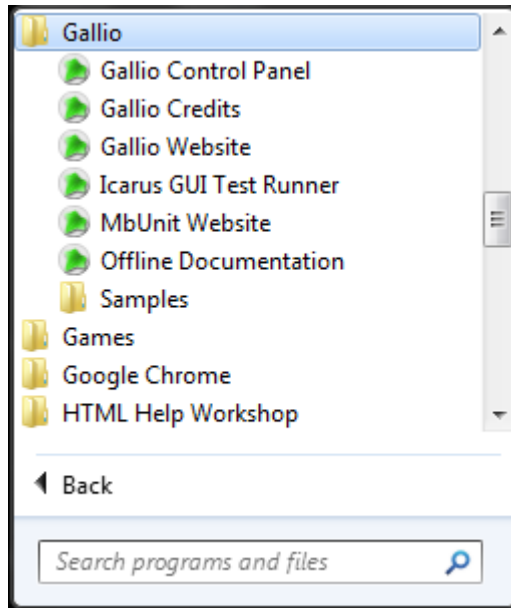 Gallio
Gallio Control Panel
Gallio Credits
Gallio Website
Icarus GUI Test Runner
MbUnit Website
Offline Documentation
Samples
Games
Google Chrome
HTML Help Workshop
Back
Search programs and files